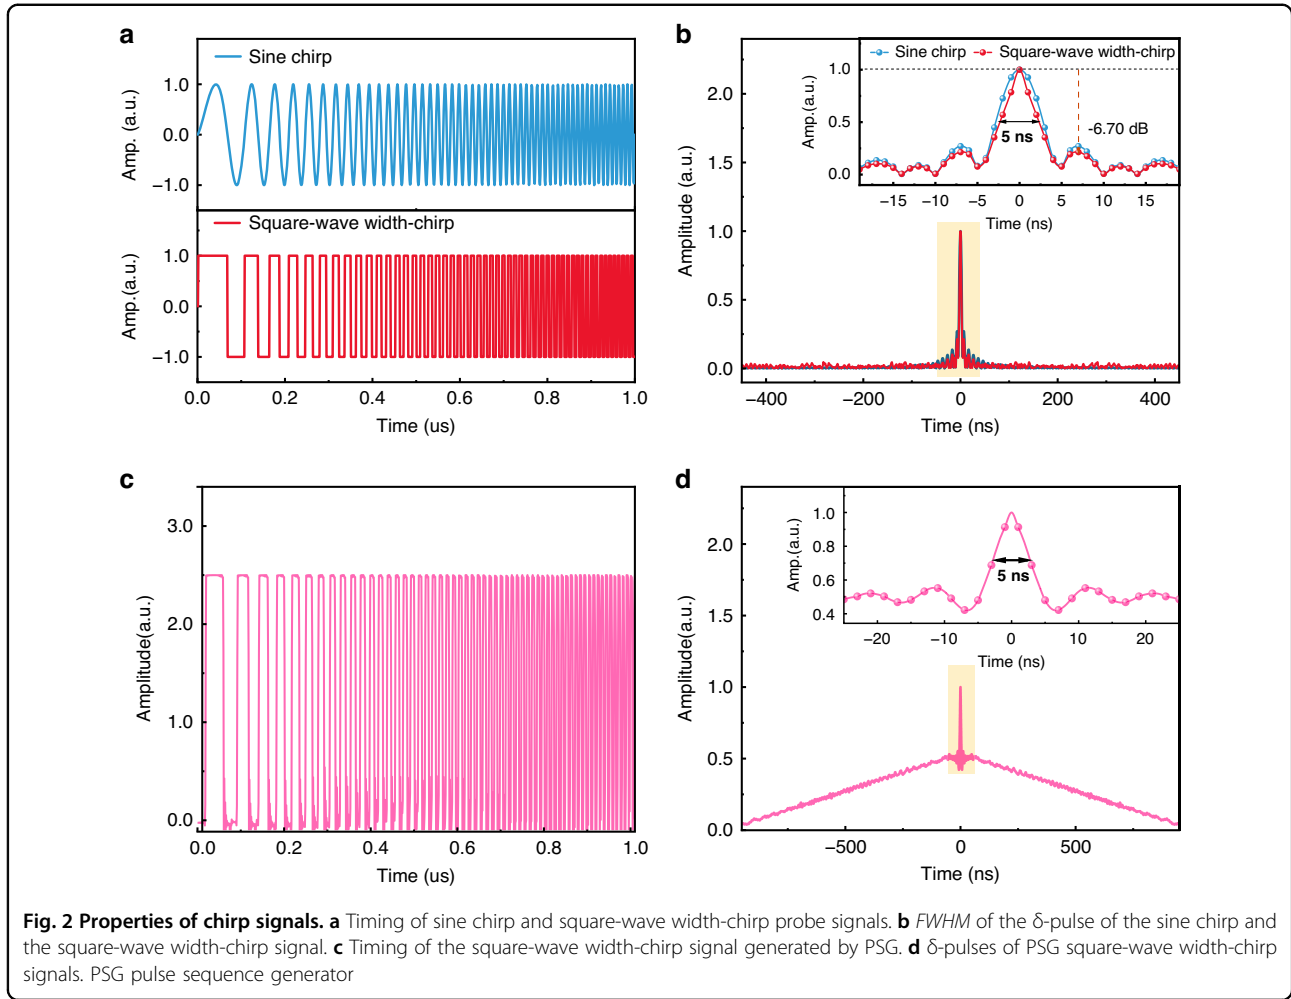 a
Sine chirp
1.0
0.0
−1.0
Amp. (a.u.)
Square-wave width-chirp
1.0
0.0
−1.0
Amp.(a.u.)
0.0 0.2 0.4 0.6 0.8 1.0
Time (us)
b
Sine chirp Square-wave width-chirp
1.0
0.5
0.0
Amp.(a.u.)
5 ns
-6.70 dB
−15 −10 −5 0 5 10 15
Time (ns)
2.0
1.5
1.0
0.5
0.0
Amplitude (a.u.)
−400 −200 0 200 400
Time (ns)
c
3.0
2.0
1.0
0.0
Amplitude(a.u.)
0.0 0.2 0.4 0.6 0.8 1.0
Time (us)
d
1.0
0.8
0.6
0.4
Amp.(a.u.)
5 ns
−20 −10 0 10 20
Time (ns)
2.0
1.5
1.0
0.5
0.0
Amplitude(a.u.)
−500 0 500
Time (ns)
Fig. 2 Properties of chirp signals. a Timing of sine chirp and square-wave width-chirp probe signals. b FWHM of the δ-pulse of the sine chirp and
the square-wave width-chirp signal. c Timing of the square-wave width-chirp signal generated by PSG. d δ-pulses of PSG square-wave width-chirp
signals. PSG pulse sequence generator